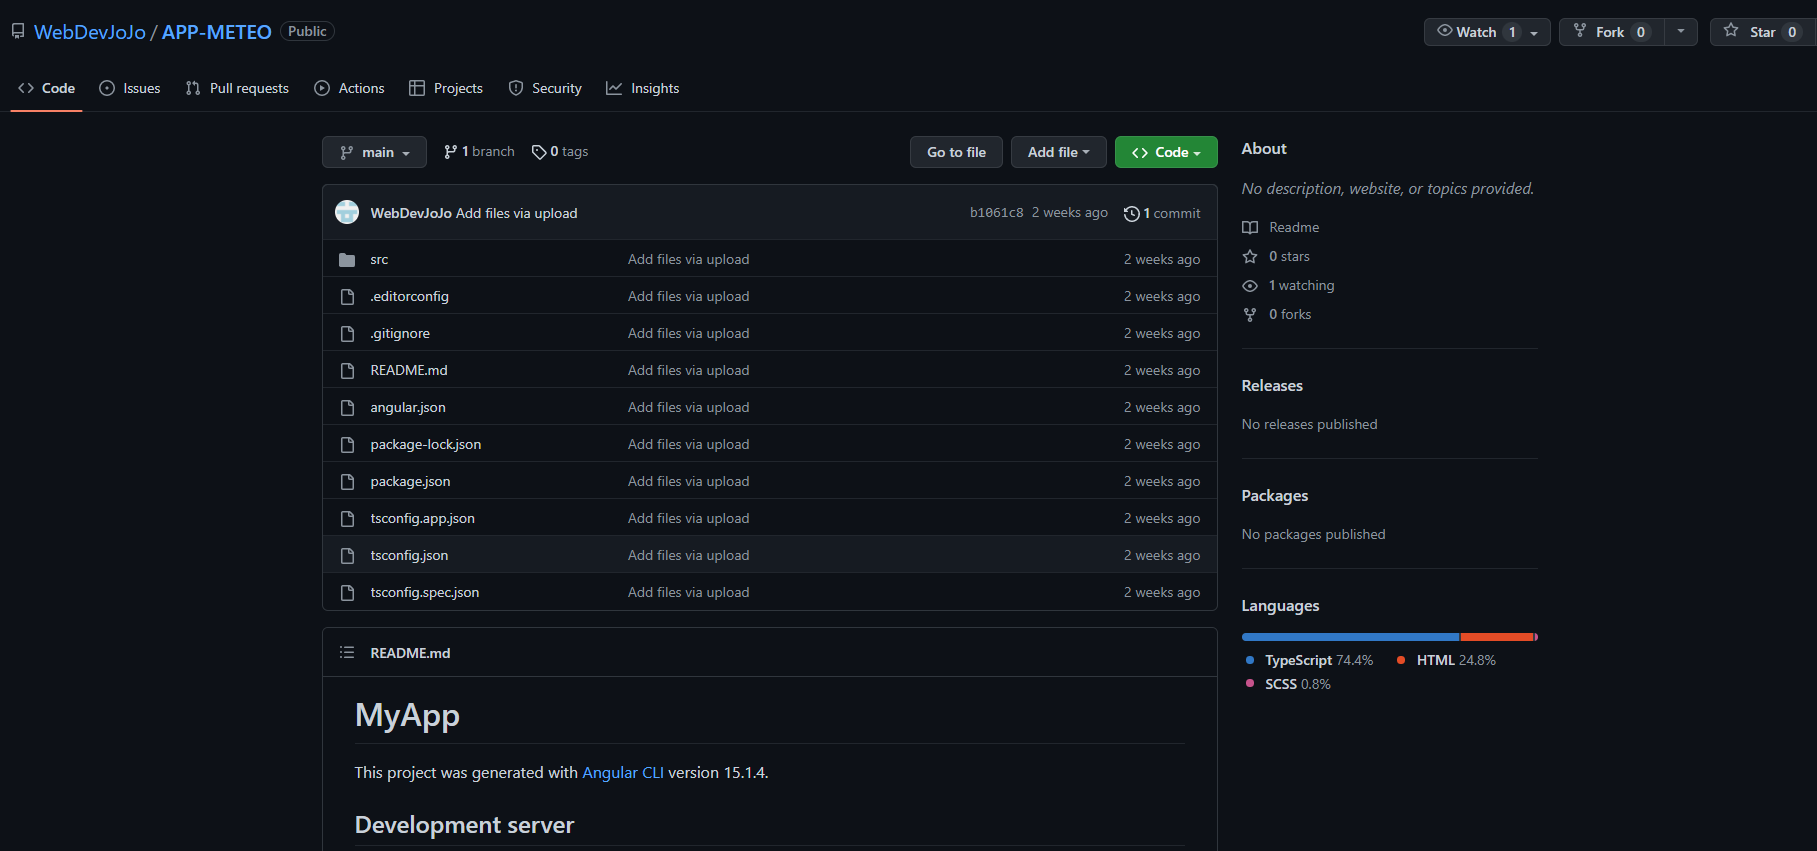 WebDevJoJo / APP-METEO Public Watch 1 Fork 0 Star 0
Code Issues Pull requests Actions Projects Security Insights
main 1 branch 0 tags Go to file Add file Code
WebDevJoJo Add files via upload b1061c8 2 weeks ago 1 commit
src Add files via upload 2 weeks ago
.editorconfig Add files via upload 2 weeks ago
.gitignore Add files via upload 2 weeks ago
README.md Add files via upload 2 weeks ago
angular.json Add files via upload 2 weeks ago
package-lock.json Add files via upload 2 weeks ago
package.json Add files via upload 2 weeks ago
tsconfig.app.json Add files via upload 2 weeks ago
tsconfig.json Add files via upload 2 weeks ago
tsconfig.spec.json Add files via upload 2 weeks ago
README.md
MyApp
This project was generated with Angular CLI version 15.1.4.
Development server
About
No description, website, or topics provided.
Readme
0 stars
1 watching
0 forks
Releases
No releases published
Packages
No packages published
Languages
TypeScript 74.4% HTML 24.8%
SCSS 0.8%